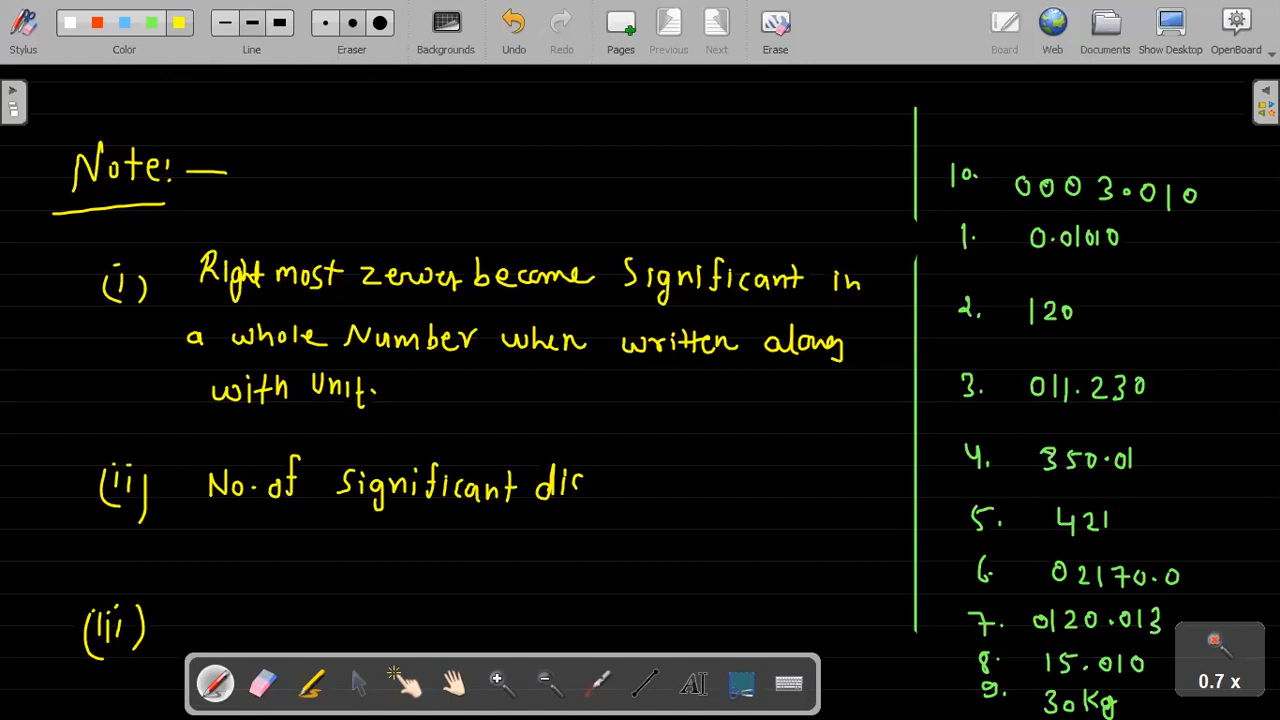 Stylus
Color
Line
Eraser
Backgrounds
Undo
Redo
Pages
Previous
Next
Erase
Board
Web
Documents
Show Desktop
OpenBoard
Note: —
(i) Right most zeroes become significant in
a whole Number when written along
with unit.
(ii) No. of significant
(iii)
10. 0003.010
1. 0.01010
2. 120
3. 011.230
4. 350.01
5. 421
6. 02170.0
7. 0120.013
8. 15.010
9. 30Kg
0.7 x